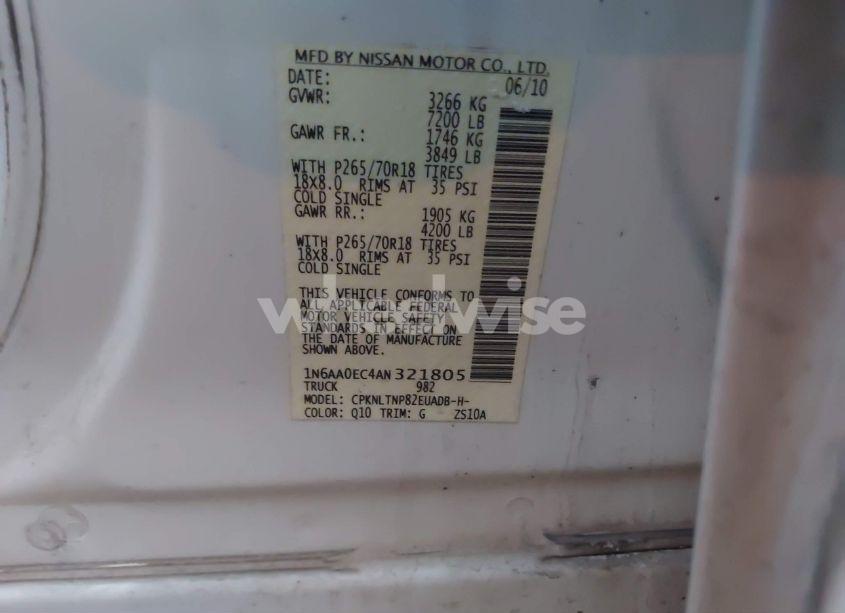 MFD BY NISSAN MOTOR CO., LTD.
DATE: 06/10
GVWR: 3266 KG
7200 LB
GAWR FR.: 1746 KG
3849 LB
WITH P265/70R18 TIRES
18X8.0 RIMS AT 35 PSI
COLD SINGLE
GAWR RR.: 1905 KG
4200 LB
WITH P265/70R18 TIRES
18X8.0 RIMS AT 35 PSI
COLD SINGLE
THIS VEHICLE CONFORMS TO
ALL APPLICABLE FEDERAL
MOTOR VEHICLE SAFETY
STANDARDS IN EFFECT ON
THE DATE OF MANUFACTURE
SHOWN ABOVE.
1N6AA0EC4AN321805
TRUCK 982
MODEL: CPKNLTNP82EUADB-H-
COLOR: Q10 TRIM: G ZS10A